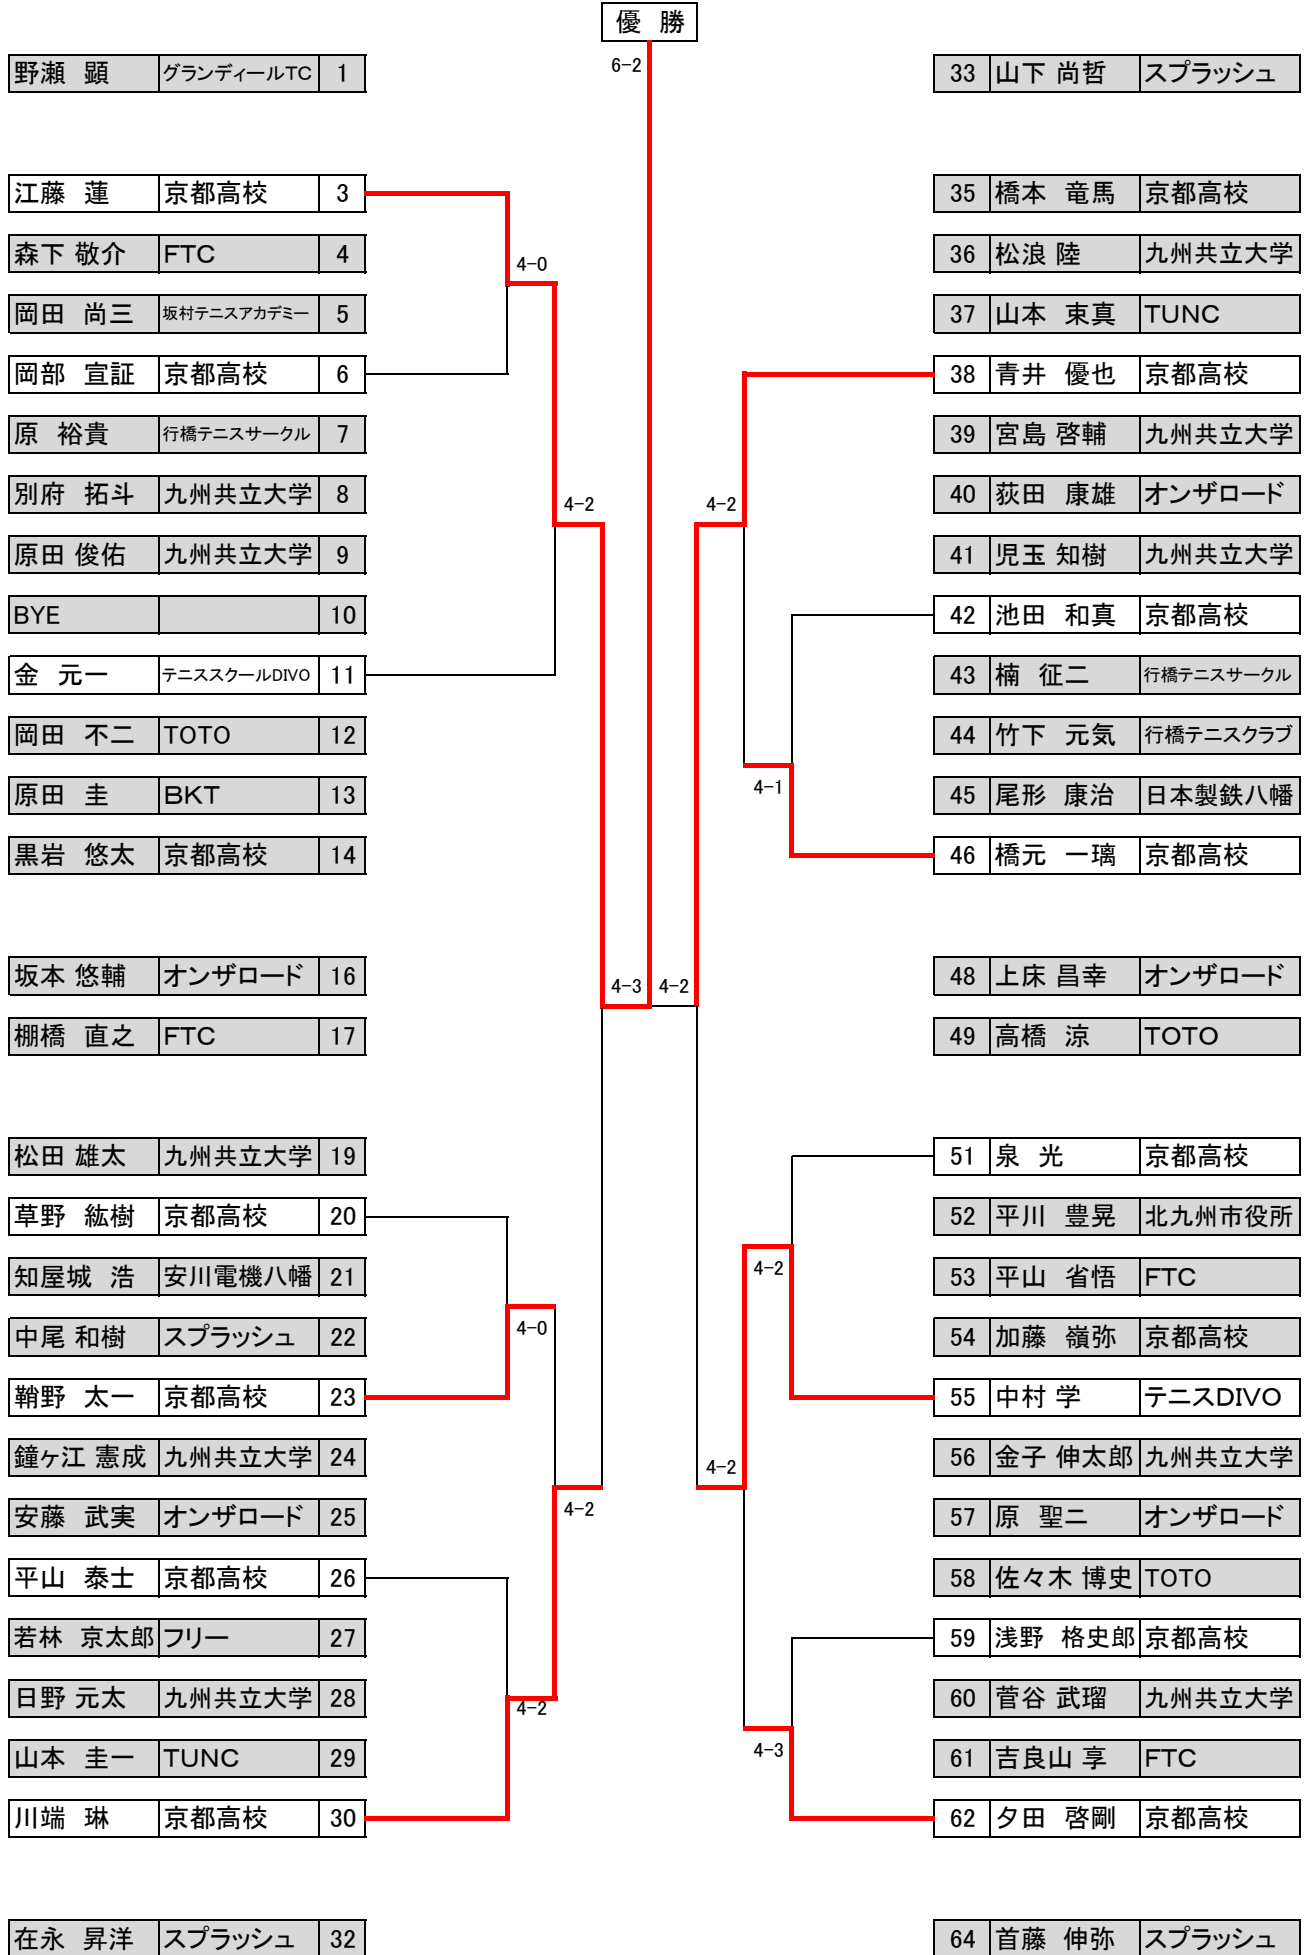 優　勝
6-2
野瀬　顕 グランディールTC 1
江藤　蓮 京都高校 3
森下 敬介 FTC 4
4-0
岡田　尚三 坂村テニスアカデミー 5
岡部　宣証 京都高校 6
原　裕貴 行橋テニスサークル 7
別府　拓斗 九州共立大学 8
4-2
原田 俊佑 九州共立大学 9
BYE 10
金　元一 テニススクールDIVO 11
岡田　不二 TOTO 12
原田　圭 BKT 13
黒岩　悠太 京都高校 14
坂本 悠輔 オンザロード 16
4-3
棚橋　直之 FTC 17
松田 雄太 九州共立大学 19
草野　紘樹 京都高校 20
知屋城　浩 安川電機八幡 21
中尾 和樹 スプラッシュ 22
4-0
鞘野　太一 京都高校 23
鐘ヶ江 憲成 九州共立大学 24
安藤　武実 オンザロード 25
4-2
平山　泰士 京都高校 26
若林　京太郎 フリー 27
日野 元太 九州共立大学 28
4-2
山本　圭一 TUNC 29
川端　琳 京都高校 30
在永　昇洋 スプラッシュ 32
33 山下 尚哲 スプラッシュ
35 橋本　竜馬 京都高校
36 松浪 陸 九州共立大学
37 山本　束真 TUNC
38 青井　優也 京都高校
39 宮島 啓輔 九州共立大学
40 荻田　康雄 オンザロード
4-2
41 児玉 知樹 九州共立大学
42 池田　和真 京都高校
43 楠　征二 行橋テニスサークル
44 竹下　元気 行橋テニスクラブ
4-1
45 尾形　康治 日本製鉄八幡
46 橋元　一璃 京都高校
48 上床 昌幸 オンザロード
4-2
49 高橋　涼 TOTO
51 泉　光 京都高校
52 平川　豊晃 北九州市役所
4-2
53 平山　省悟 FTC
54 加藤　嶺弥 京都高校
55 中村 学 テニスDIVO
56 金子 伸太郎 九州共立大学
4-2
57 原　聖二 オンザロード
58 佐々木 博史 TOTO
59 浅野　格史郎 京都高校
60 菅谷 武瑠 九州共立大学
4-3
61 吉良山 享 FTC
62 夕田　啓剛 京都高校
64 首藤　伸弥 スプラッシュ